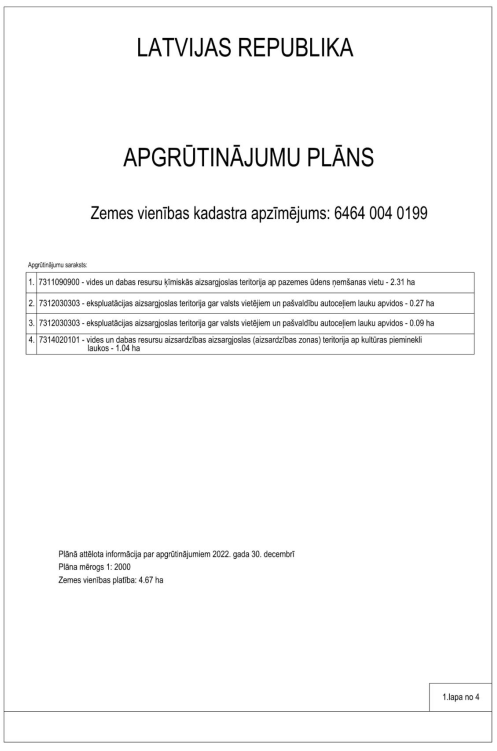 LATVIJAS REPUBLIKA
APGRŪTINĀJUMU PLĀNS
Zemes vienības kadastra apzīmējums: 6464 004 0199
Apgrūtinājumu saraksts:
1. 7311090900 - vides un dabas resursu ķīmiskās aizsargjoslas teritorija ap pazemes ūdens ņemšanas vietu - 2.31 ha
2. 7312030303 - ekspluatācijas aizsargjoslas teritorija gar valsts vietējiem un pašvaldību autoceļiem lauku apvidos - 0.27 ha
3. 7312030303 - ekspluatācijas aizsargjoslas teritorija gar valsts vietējiem un pašvaldību autoceļiem lauku apvidos - 0.09 ha
4. 7314020101 - vides un dabas resursu aizsardzības aizsargjoslas (aizsardzības zonas) teritorija ap kultūras pieminekli
laukos - 1.04 ha
Plānā attēlota informācija par apgrūtinājumiem 2022. gada 30. decembrī
Plāna mērogs 1: 2000
Zemes vienības platība: 4.67 ha
1.lapa no 4